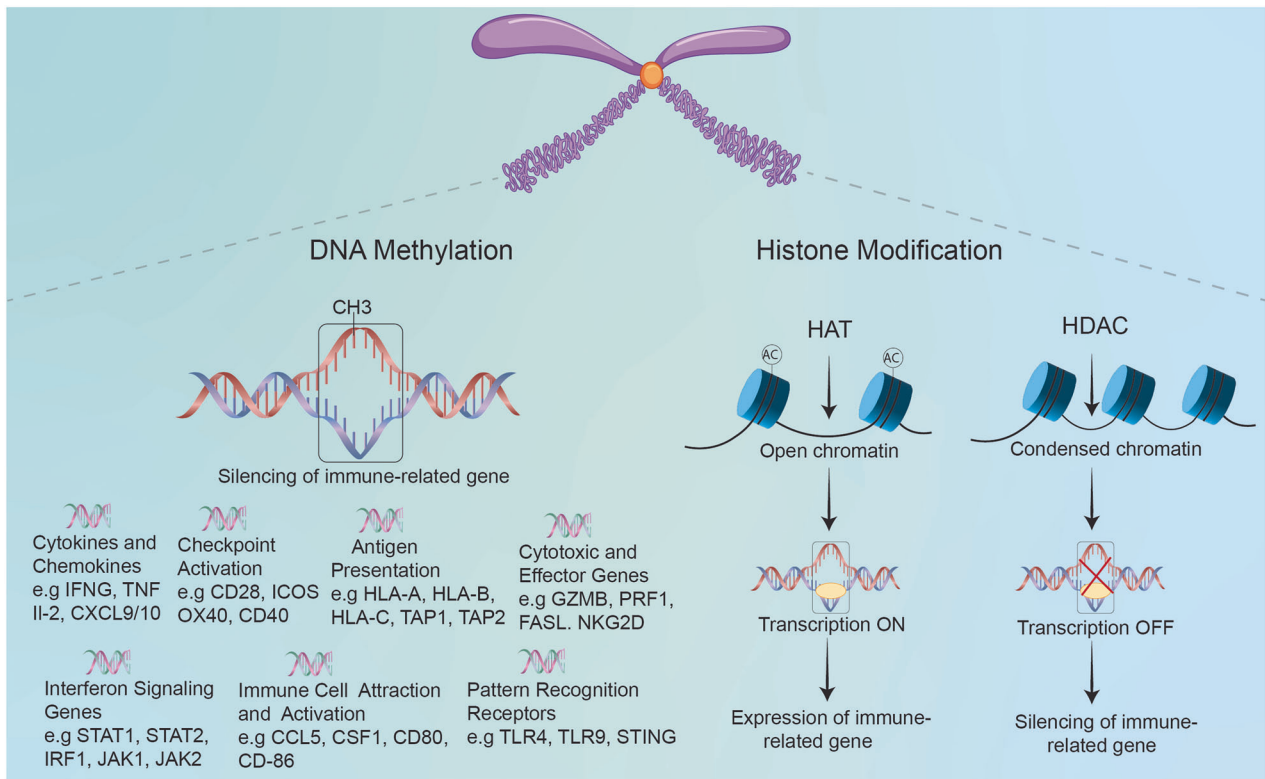 DNA Methylation
CH3
Silencing of immune-related gene
Cytokines and
Chemokines
e.g IFNG, TNF
II-2, CXCL9/10
Checkpoint
Activation
e.g CD28, ICOS
OX40, CD40
Antigen
Presentation
e.g HLA-A, HLA-B,
HLA-C, TAP1, TAP2
Cytotoxic and
Effector Genes
e.g GZMB, PRF1,
FASL. NKG2D
Interferon Signaling
Genes
e.g STAT1, STAT2,
IRF1, JAK1, JAK2
Immune Cell Attraction
and Activation
e.g CCL5, CSF1, CD80,
CD-86
Pattern Recognition
Receptors
e.g TLR4, TLR9, STING
Histone Modification
HAT
AC
AC
Open chromatin
Transcription ON
Expression of immune-
related gene
HDAC
Condensed chromatin
Transcription OFF
Silencing of immune-
related gene